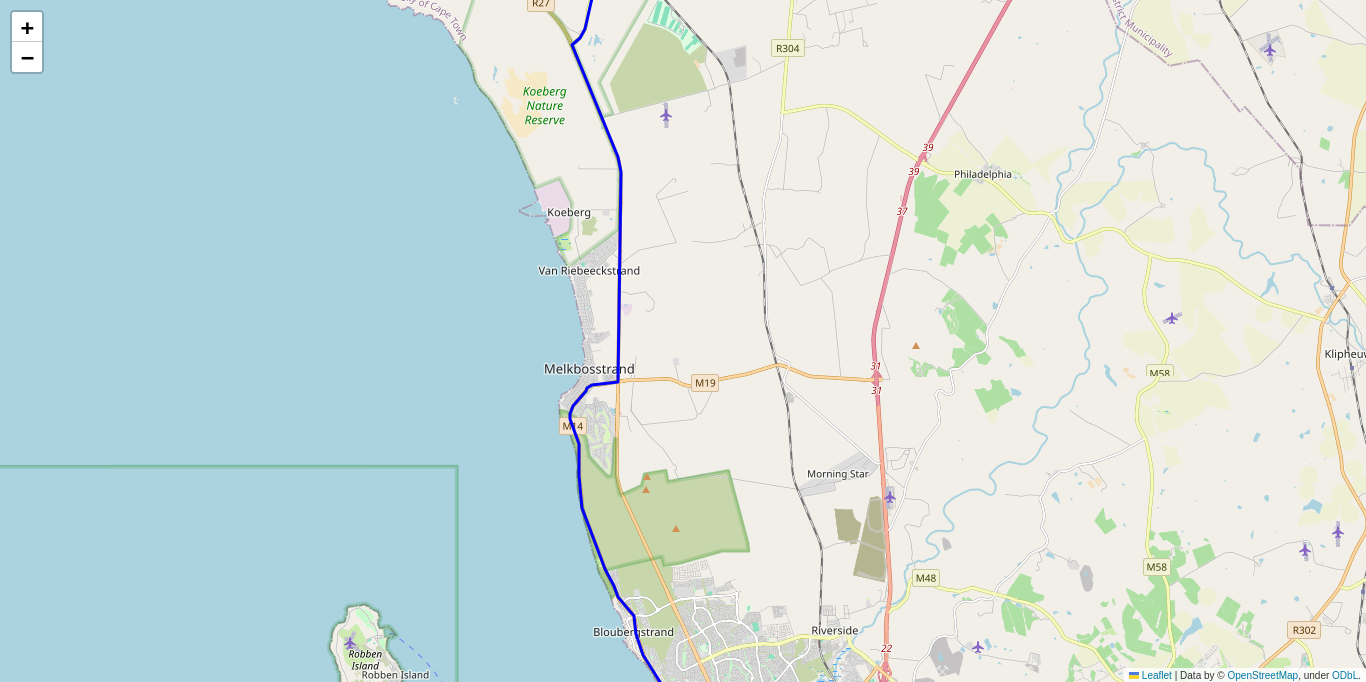 +
−
R27
City of Cape Town
R304
District Municipality
Koeberg
Nature
Reserve
39
39
Philadelphia
37
Koeberg
Van Riebeeckstrand
Melkbosstrand
31
M19
31
M58
Klipheuv
M14
Morning Star
M58
M48
Bloubergstrand
Riverside
R302
22
Robben
Island
Robben Island
Leaflet | Data by © OpenStreetMap, under ODbL.